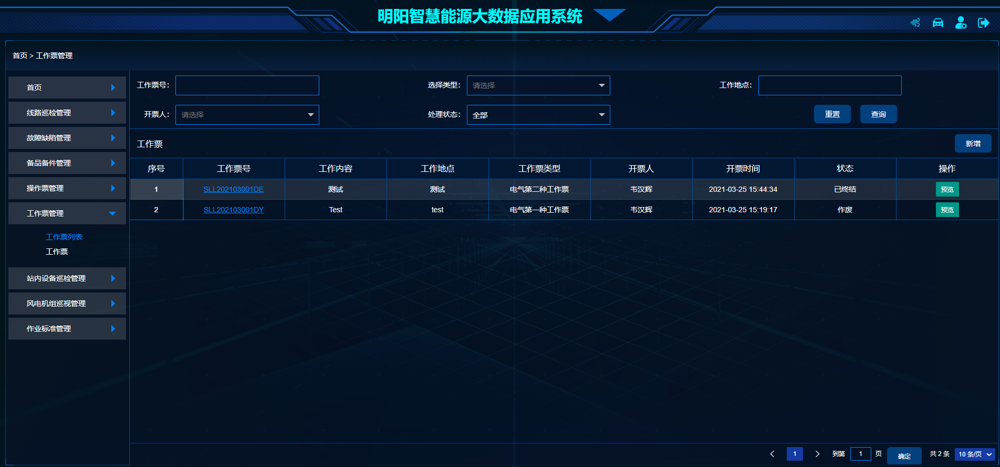 明阳智慧能源大数据应用系统
首页 > 工作票管理
首页
线路巡检管理
故障缺陷管理
备品备件管理
操作票管理
工作票管理
工作票列表
工作票
站内设备巡检管理
风电机组巡视管理
作业标准管理
工作票号: 选择类型: 请选择 工作地点:
开票人: 请选择 处理状态: 全部 重置 查询
工作票 新增
序号 工作票号 工作内容 工作地点 工作票类型 开票人 开票时间 状态 操作
1 SLL202103001DE 测试 测试 电气第二种工作票 韦汉辉 2021-03-25 15:44:34 已终结 预览
2 SLL202103001DY Test test 电气第一种工作票 韦汉辉 2021-03-25 15:19:17 作废 预览
1 到第 1 页 确定 共 2 条 10 条/页